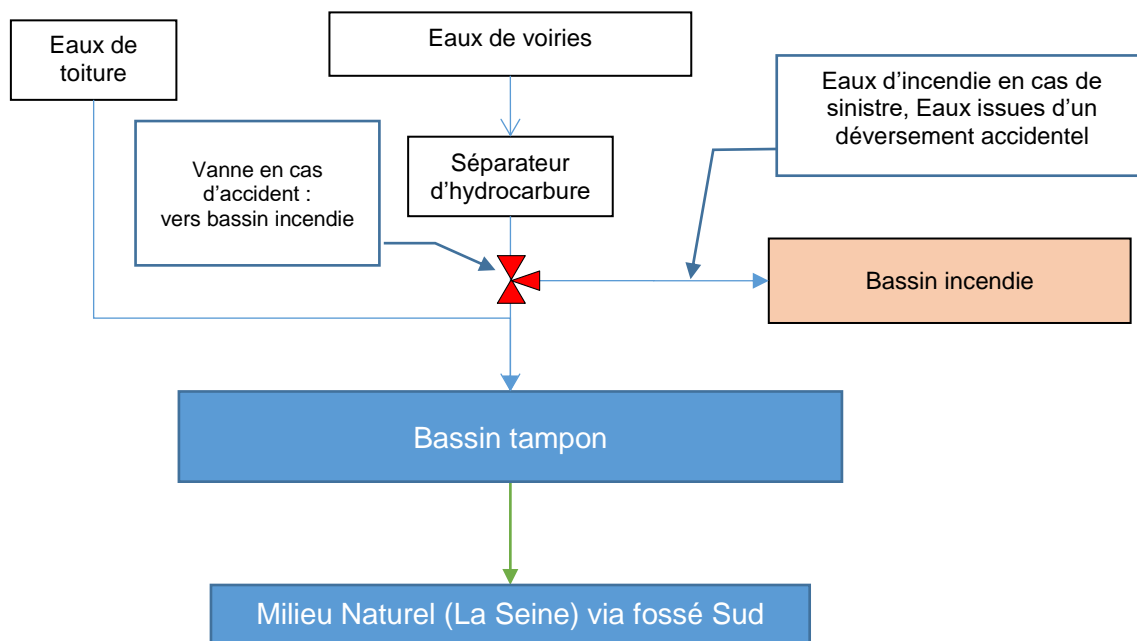 Eaux de
toiture
Eaux de voiries
Eaux d’incendie en cas de
sinistre, Eaux issues d’un
déversement accidentel
Vanne en cas
d’accident :
vers bassin incendie
Séparateur
d’hydrocarbure
Bassin incendie
Bassin tampon
Milieu Naturel (La Seine) via fossé Sud